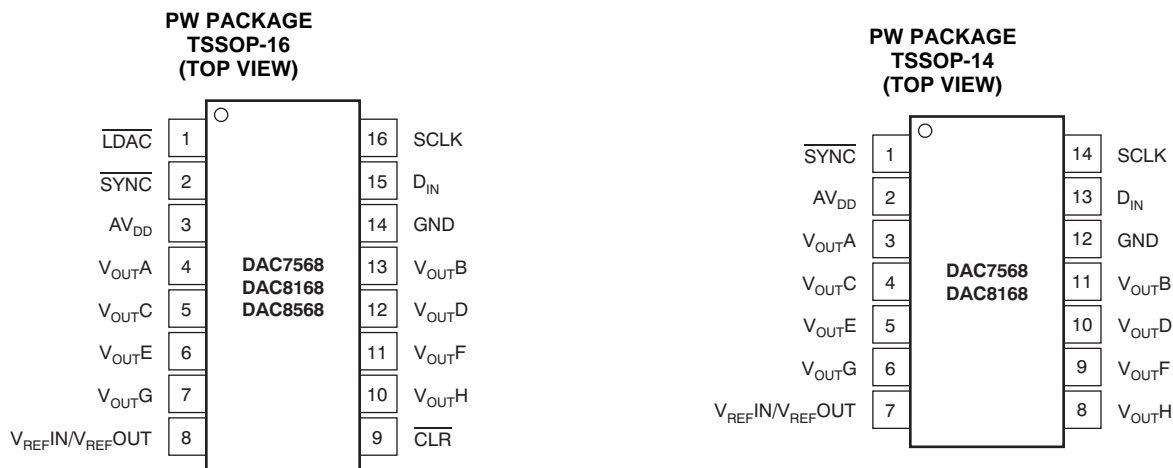 PW PACKAGE
TSSOP-16
(TOP VIEW)
LDAC 1 16 SCLK
SYNC 2 15 DIN
AVDD 3 14 GND
VOUTA 4 13 VOUTB
VOUTC 5 12 VOUTD
VOUTE 6 11 VOUTF
VOUTG 7 10 VOUTH
VREFIN/VREFOUT 8 9 CLR
DAC7568
DAC8168
DAC8568
PW PACKAGE
TSSOP-14
(TOP VIEW)
SYNC 1 14 SCLK
AVDD 2 13 DIN
VOUTA 3 12 GND
VOUTC 4 11 VOUTB
VOUTE 5 10 VOUTD
VOUTG 6 9 VOUTF
VREFIN/VREFOUT 7 8 VOUTH
DAC7568
DAC8168